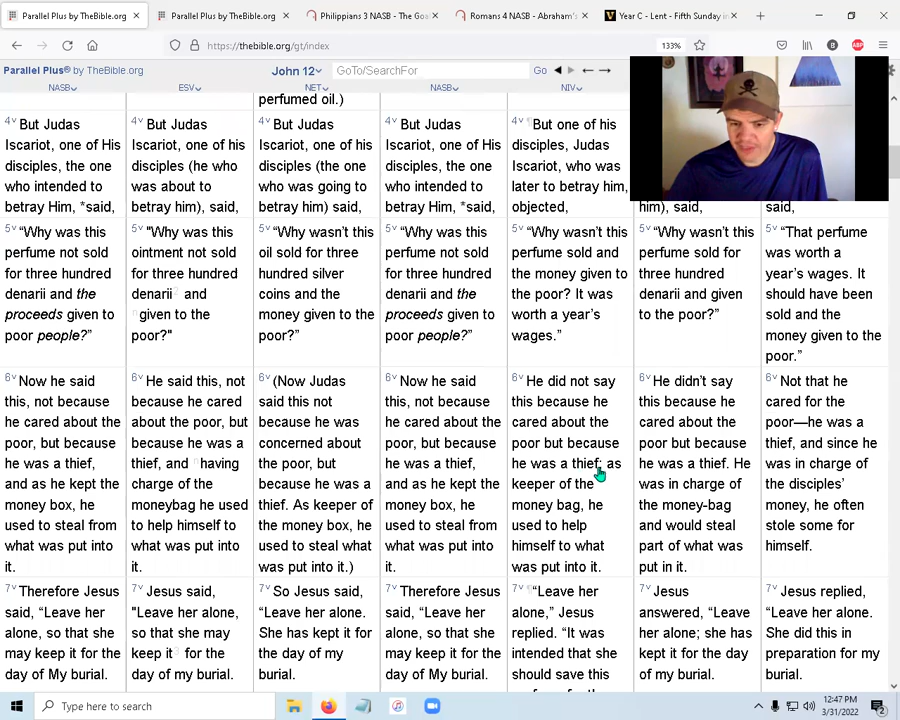 Parallel Plus by TheBible.org
Parallel Plus by TheBible.org
Philippians 3 NASB - The Goa
Romans 4 NASB - Abraham's
Year C - Lent - Fifth Sunday in
https://thebible.org/gt/index
133%
Parallel Plus® by TheBible.org
John 12
GoTo/SearchFor
Go
NASB
ESV
NET
NASB
NIV
perfumed oil.)
4v But Judas
Iscariot, one of His
disciples, the one
who intended to
betray Him, *said,
5v “Why was this
perfume not sold
for three hundred
denarii and the
proceeds given to
poor people?”
6v Now he said
this, not because
he cared about the
poor, but because
he was a thief,
and as he kept the
money box, he
used to steal from
what was put into
it.
7v Therefore Jesus
said, “Leave her
alone, so that she
may keep it for the
day of My burial.
4v But Judas
Iscariot, one of his
disciples (he who
was about to
betray him), said,
5v "Why was this
ointment not sold
for three hundred
denarii2 and
n given to the
poor?"
6v He said this, not
because he cared
about the poor, but
because he was a
thief, and n having
charge of the
moneybag he used
to help himself to
what was put into
it.
7v Jesus said,
"Leave her alone,
so that she may
keep it3 for the
day of my burial.
4v But Judas
Iscariot, one of his
disciples (the one
who was going to
betray him) said,
5v “Why wasn’t this
oil sold for three
hundred silver
coins and the
money given to the
poor?”
6v (Now Judas
said this not
because he was
concerned about
the poor, but
because he was a
thief. As keeper of
the money box, he
used to steal what
was put into it.)
7v So Jesus said,
“Leave her alone.
She has kept it for
the day of my
burial.
4v But Judas
Iscariot, one of His
disciples, the one
who intended to
betray Him, *said,
5v “Why was this
perfume not sold
for three hundred
denarii and the
proceeds given to
poor people?”
6v Now he said
this, not because
he cared about the
poor, but because
he was a thief,
and as he kept the
money box, he
used to steal from
what was put into
it.
7v Therefore Jesus
said, “Leave her
alone, so that she
may keep it for the
day of My burial.
4v But one of his
disciples, Judas
Iscariot, who was
later to betray him,
objected,
5v “Why wasn’t this
perfume sold and
the money given to
the poor? It was
worth a year’s
wages.”
6v He did not say
this because he
cared about the
poor but because
he was a thief; as
keeper of the
money bag, he
used to help
himself to what
was put into it.
7v “Leave her
alone,” Jesus
replied. “It was
intended that she
should save this
him), said,
5v “Why wasn’t this
perfume sold for
three hundred
denarii and given
to the poor?”
6v He didn’t say
this because he
cared about the
poor but because
he was a thief. He
was in charge of
the money-bag
and would steal
part of what was
put in it.
7v Jesus
answered, “Leave
her alone; she has
kept it for the day
of my burial.
said,
5v “That perfume
was worth a
year’s wages. It
should have been
sold and the
money given to the
poor.”
6v Not that he
cared for the
poor—he was a
thief, and since he
was in charge of
the disciples’
money, he often
stole some for
himself.
7v Jesus replied,
“Leave her alone.
She did this in
preparation for my
burial.
Type here to search
12:47 PM
3/31/2022
2